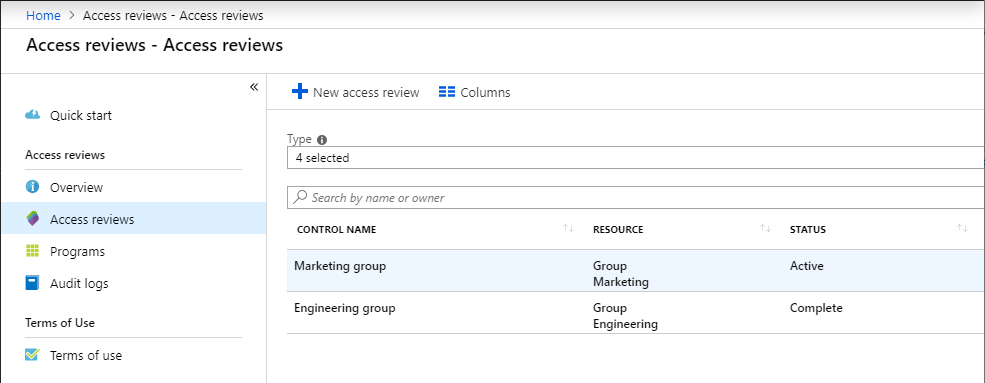 Home > Access reviews - Access reviews
Access reviews - Access reviews
«
Quick start
Access reviews
Overview
Access reviews
Programs
Audit logs
Terms of Use
Terms of use
New access review Columns
Type
4 selected
Search by name or owner
CONTROL NAME RESOURCE STATUS
Marketing group Group Active
Marketing
Engineering group Group Complete
Engineering